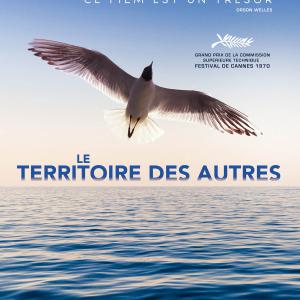 CE FILM EST UN TRÉSOR
ORSON WELLES
GRAND PRIX DE LA COMMISSION
SUPÉRIEURE TECHNIQUE
FESTIVAL DE CANNES 1970
LE
TERRITOIRE DES AUTRES